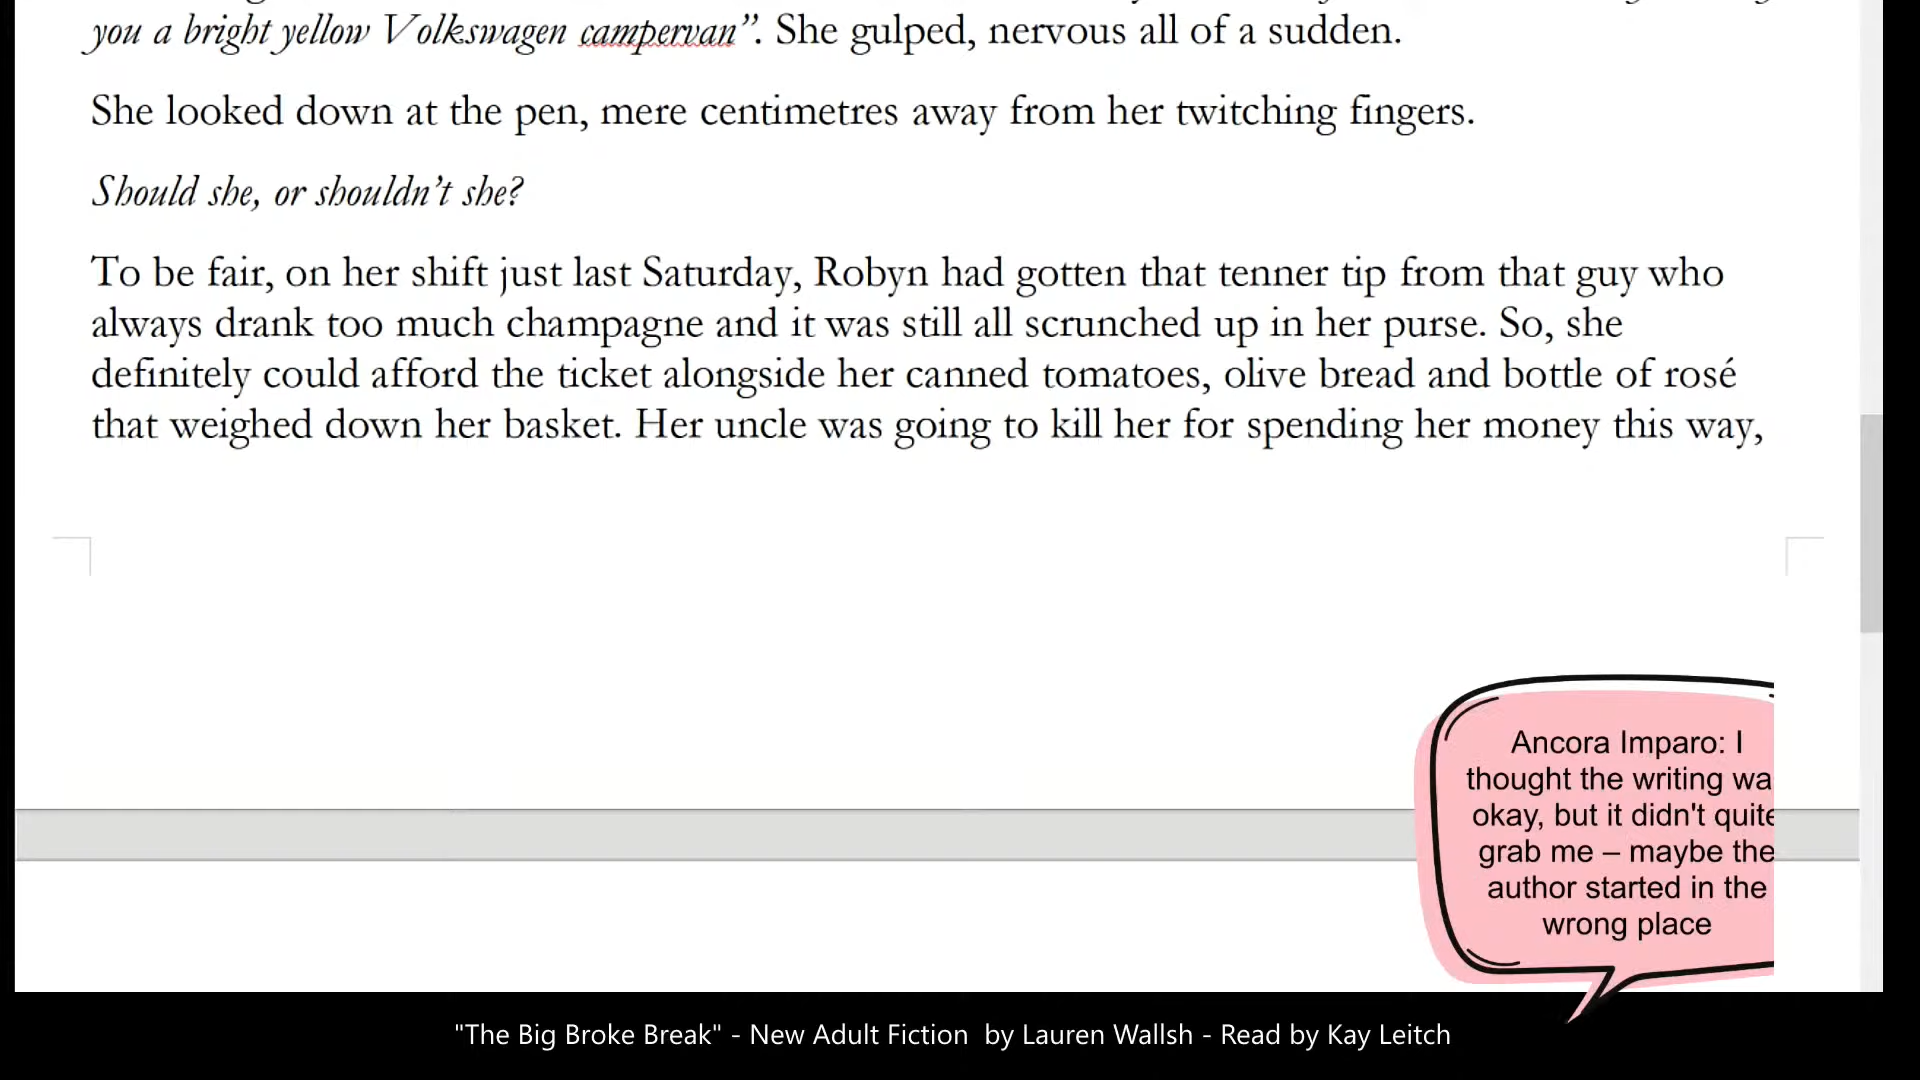 you a bright yellow Volkswagen campervan”. She gulped, nervous all of a sudden.
She looked down at the pen, mere centimetres away from her twitching fingers.
Should she, or shouldn’t she?
To be fair, on her shift just last Saturday, Robyn had gotten that tenner tip from that guy who
always drank too much champagne and it was still all scrunched up in her purse. So, she
definitely could afford the ticket alongside her canned tomatoes, olive bread and bottle of rosé
that weighed down her basket. Her uncle was going to kill her for spending her money this way,
Ancora Imparo: I
thought the writing wa
okay, but it didn't quite
grab me – maybe the
author started in the
wrong place
"The Big Broke Break" - New Adult Fiction by Lauren Wallsh - Read by Kay Leitch